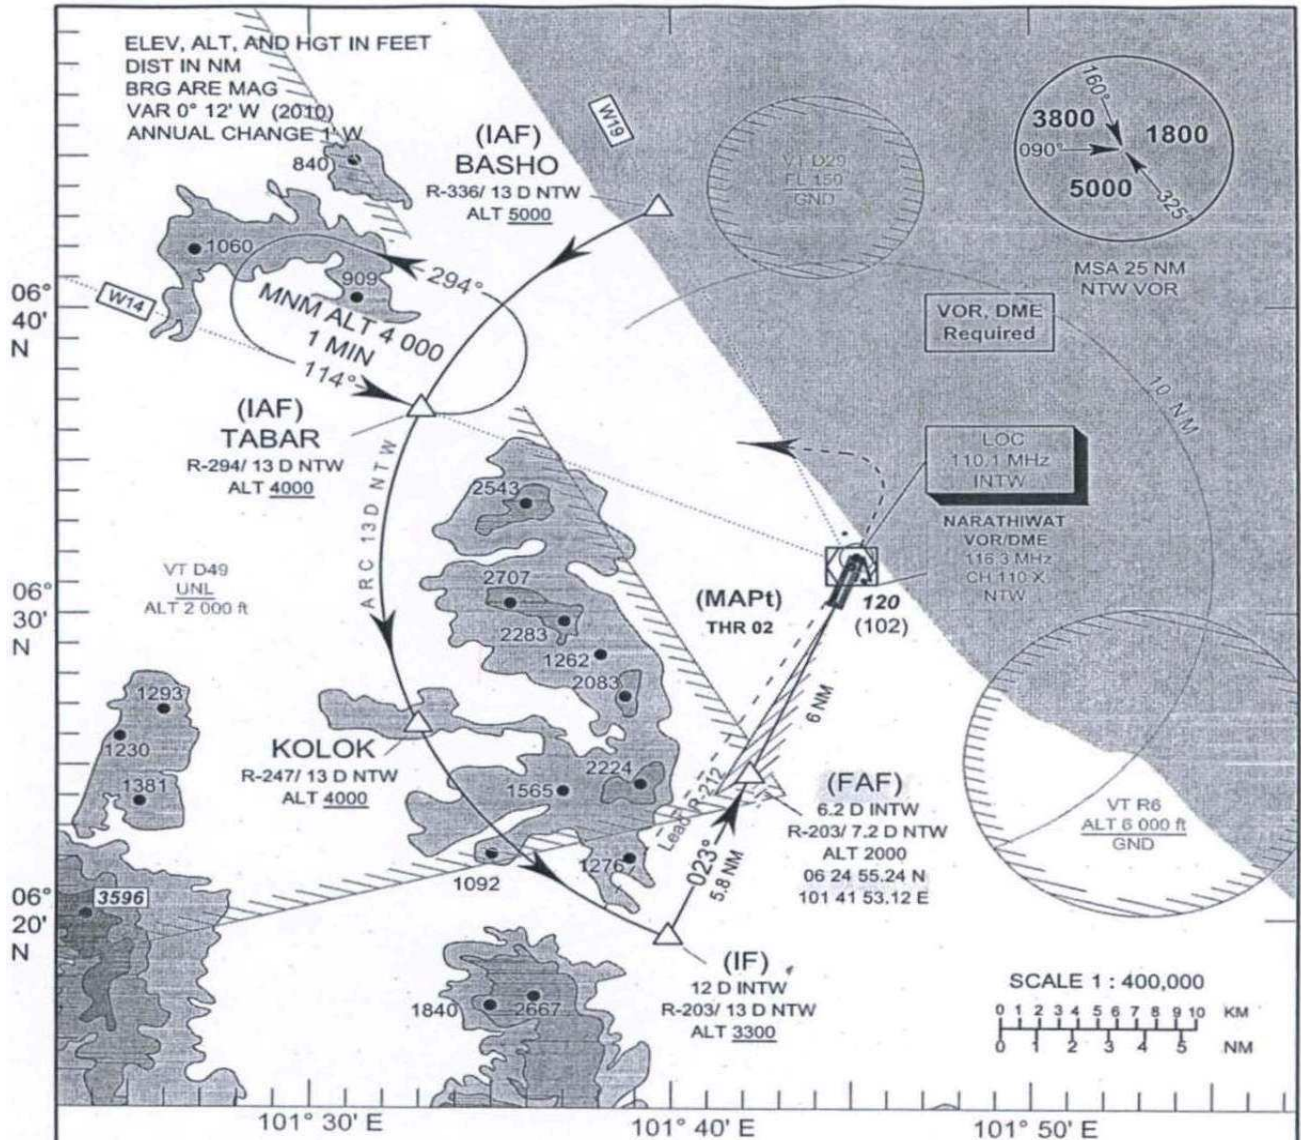 ELEV, ALT, AND HGT IN FEET
DIST IN NM
BRG ARE MAG
VAR 0° 12' W (2010)
ANNUAL CHANGE 1' W
840
(IAF)
BASHO
R-336/ 13 D NTW
ALT 5000
W19
VT D29
FL 150
GND
160°
3800
1800
090°
5000
325°
MSA 25 NM
NTW VOR
1060
909
294°
MNM ALT 4 000
1 MIN
114°
W14
06°
40'
N
VOR, DME
Required
10 NM
(IAF)
TABAR
R-294/ 13 D NTW
ALT 4000
ARC 13D NTW
LOC
110.1 MHz
INTW
NARATHIWAT
VOR/DME
116.3 MHz
CH 110 X
NTW
2543
VT D49
UNL
ALT 2 000 ft
2707
2283
1262
2083
(MAPt)
THR 02
120
(102)
06°
30'
N
1293
1230
1381
KOLOK
R-247/ 13 D NTW
ALT 4000
6 NM
2224
1565
1276
1092
Lead R-212
023°
5.8 NM
(FAF)
6.2 D INTW
R-203/ 7.2 D NTW
ALT 2000
06 24 55.24 N
101 41 53.12 E
VT R6
ALT 6 000 ft
GND
3596
06°
20'
N
(IF)
12 D INTW
R-203/ 13 D NTW
ALT 3300
1840
2667
SCALE 1 : 400,000
0 1 2 3 4 5 6 7 8 9 10 KM
0 1 2 3 4 5 NM
101° 30' E
101° 40' E
101° 50' E